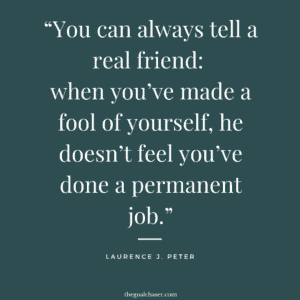 “You can always tell a
real friend:
when you’ve made a
fool of yourself, he
doesn’t feel you’ve
done a permanent
job.”
LAURENCE J. PETER
thegoalchaser.com